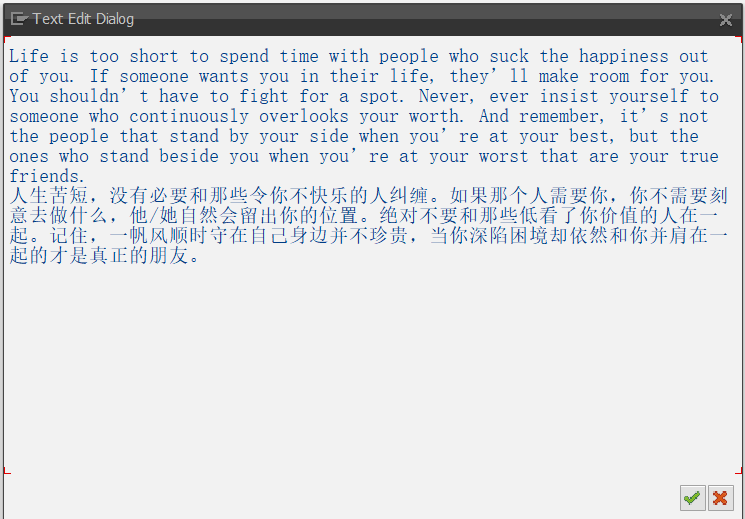 Text Edit Dialog
Life is too short to spend time with people who suck the happiness out
of you. If someone wants you in their life, they’ll make room for you.
You shouldn’t have to fight for a spot. Never, ever insist yourself to
someone who continuously overlooks your worth. And remember, it’s not
the people that stand by your side when you’re at your best, but the
ones who stand beside you when you’re at your worst that are your true
friends.
人生苦短，没有必要和那些令你不快乐的人纠缠。如果那个人需要你，你不需要刻
意去做什么，他/她自然会留出你的位置。绝对不要和那些低看了你价值的人在一
起。记住，一帆风顺时守在自己身边并不珍贵，当你深陷困境却依然和你并肩在一
起的才是真正的朋友。